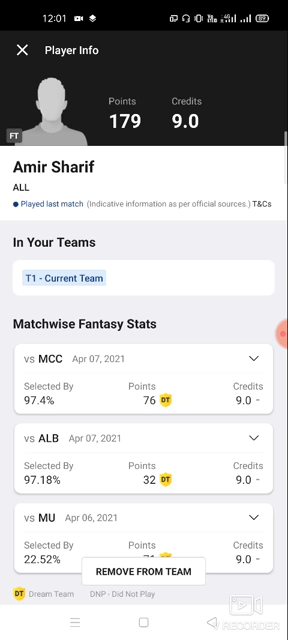 12:01
Player Info
Points
Credits
179
9.0
FT
Amir Sharif
ALL
Played last match (Indicative information as per official sources.) T&Cs
In Your Teams
T1 - Current Team
Matchwise Fantasy Stats
vs MCC Apr 07, 2021
Selected By Points Credits
97.4% 76 DT 9.0 -
vs ALB Apr 07, 2021
Selected By Points Credits
97.18% 32 DT 9.0 -
vs MU Apr 06, 2021
Selected By Points Credits
22.52% 9.0 -
REMOVE FROM TEAM
DT Dream Team DNP - Did Not Play
RECORDER